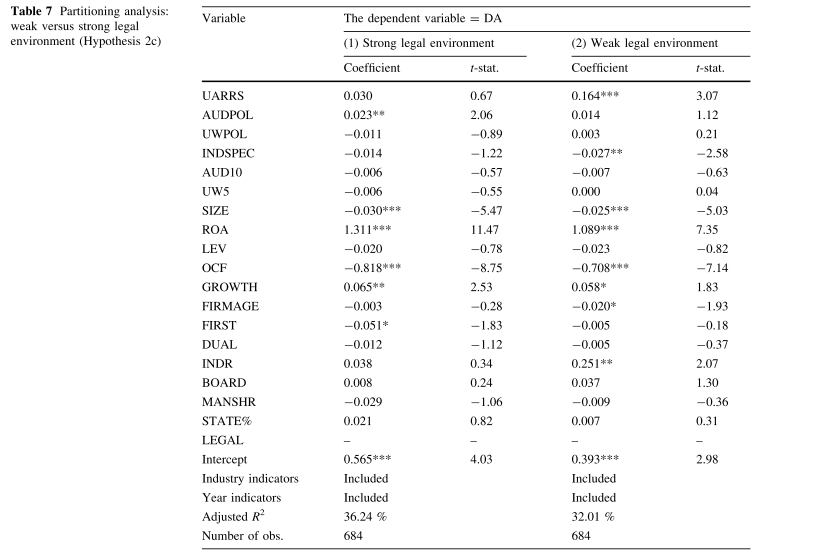 Table 7 Partitioning analysis:
weak versus strong legal
environment (Hypothesis 2c)
Variable The dependent variable = DA
(1) Strong legal environment (2) Weak legal environment
Coefficient t-stat. Coefficient t-stat.
UARRS 0.030 0.67 0.164*** 3.07
AUDPOL 0.023** 2.06 0.014 1.12
UWPOL −0.011 −0.89 0.003 0.21
INDSPEC −0.014 −1.22 −0.027** −2.58
AUD10 −0.006 −0.57 −0.007 −0.63
UW5 −0.006 −0.55 0.000 0.04
SIZE −0.030*** −5.47 −0.025*** −5.03
ROA 1.311*** 11.47 1.089*** 7.35
LEV −0.020 −0.78 −0.023 −0.82
OCF −0.818*** −8.75 −0.708*** −7.14
GROWTH 0.065** 2.53 0.058* 1.83
FIRMAGE −0.003 −0.28 −0.020* −1.93
FIRST −0.051* −1.83 −0.005 −0.18
DUAL −0.012 −1.12 −0.005 −0.37
INDR 0.038 0.34 0.251** 2.07
BOARD 0.008 0.24 0.037 1.30
MANSHR −0.029 −1.06 −0.009 −0.36
STATE% 0.021 0.82 0.007 0.31
LEGAL – – – –
Intercept 0.565*** 4.03 0.393*** 2.98
Industry indicators Included Included
Year indicators Included Included
Adjusted R² 36.24 % 32.01 %
Number of obs. 684 684